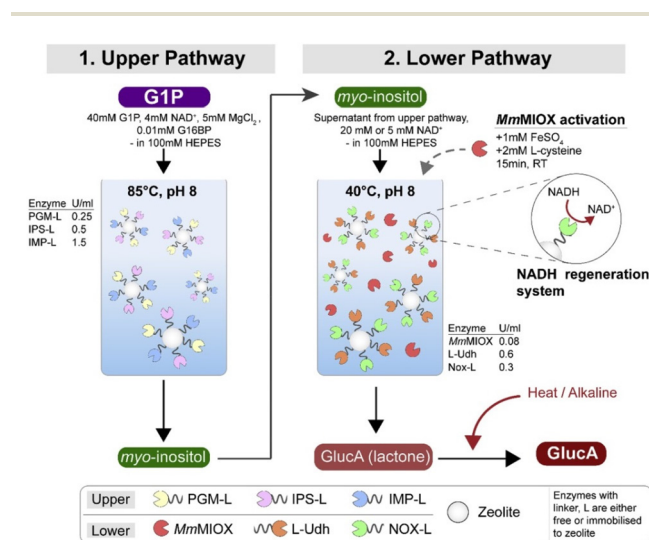 1. Upper Pathway
G1P
40mM G1P, 4mM NAD⁺, 5mM MgCl₂,
0.01mM G16BP
- in 100mM HEPES
85°C, pH 8
Enzyme U/ml
PGM-L 0.25
IPS-L 0.5
IMP-L 1.5
myo-inositol
2. Lower Pathway
myo-inositol
Supernatant from upper pathway,
20 mM or 5 mM NAD⁺
- in 100mM HEPES
MmMIOX activation
+1mM FeSO₄
+2mM L-cysteine
15min, RT
40°C, pH 8
NADH
NAD⁺
NADH regeneration
system
Enzyme U/ml
MmMIOX 0.08
L-Udh 0.6
Nox-L 0.3
Heat / Alkaline
GlucA (lactone)
GlucA
Upper PGM-L IPS-L IMP-L
Lower MmMIOX L-Udh NOX-L
Zeolite
Enzymes with
linker, L are either
free or immobilised
to zeolite